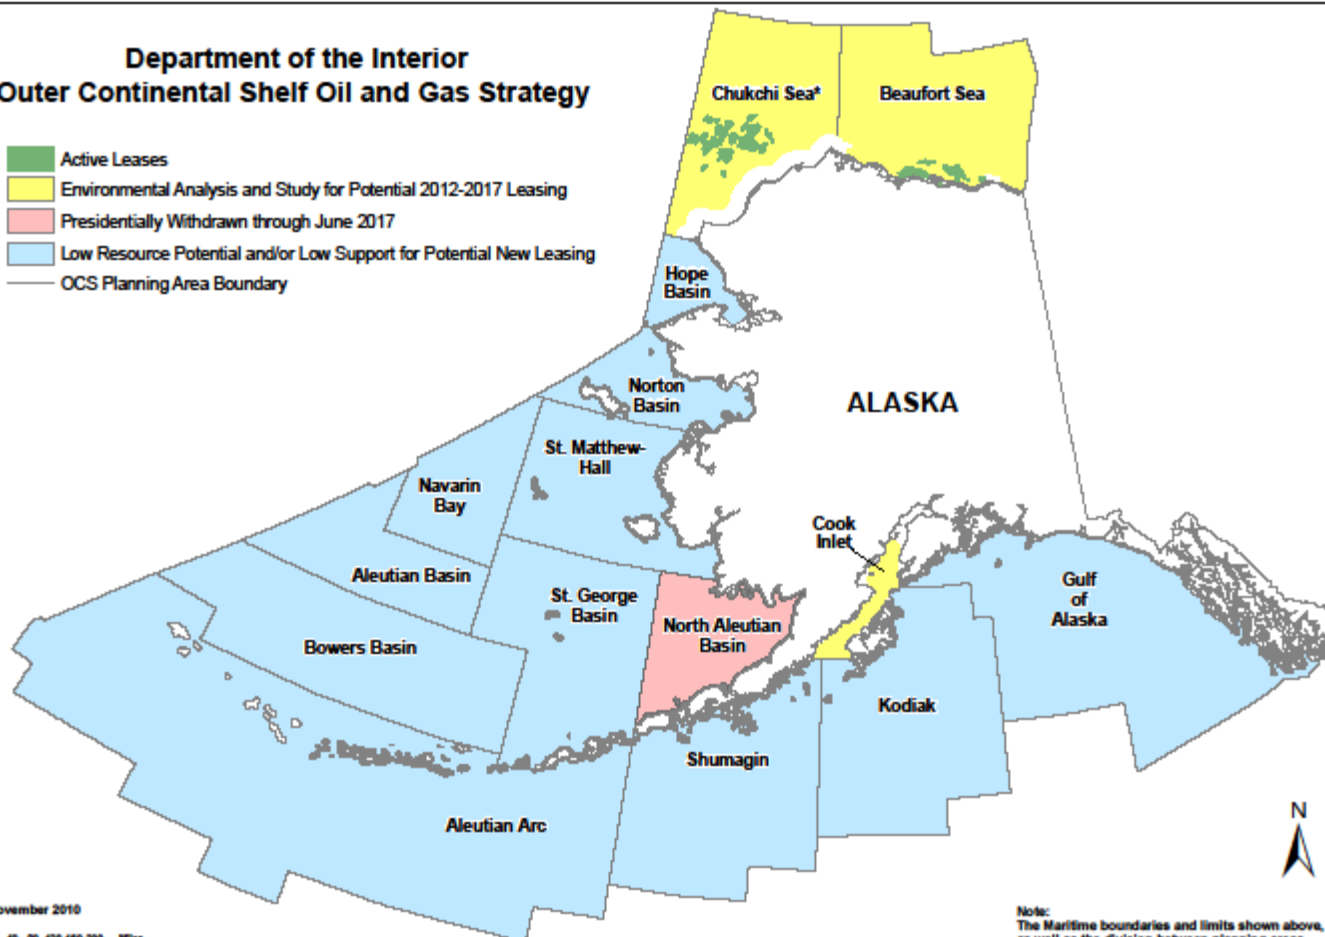 Department of the Interior
Outer Continental Shelf Oil and Gas Strategy
Active Leases
Environmental Analysis and Study for Potential 2012-2017 Leasing
Presidentially Withdrawn through June 2017
Low Resource Potential and/or Low Support for Potential New Leasing
OCS Planning Area Boundary
Chukchi Sea*
Beaufort Sea
Hope
Basin
Norton
Basin
ALASKA
St. Matthew-
Hall
Navarin
Bay
Cook
Inlet
Aleutian Basin
St. George
Basin
North Aleutian
Basin
Gulf
of
Alaska
Bowers Basin
Kodiak
Shumagin
Aleutian Arc
N
ovember 2010
Note:
The Maritime boundaries and limits shown above,